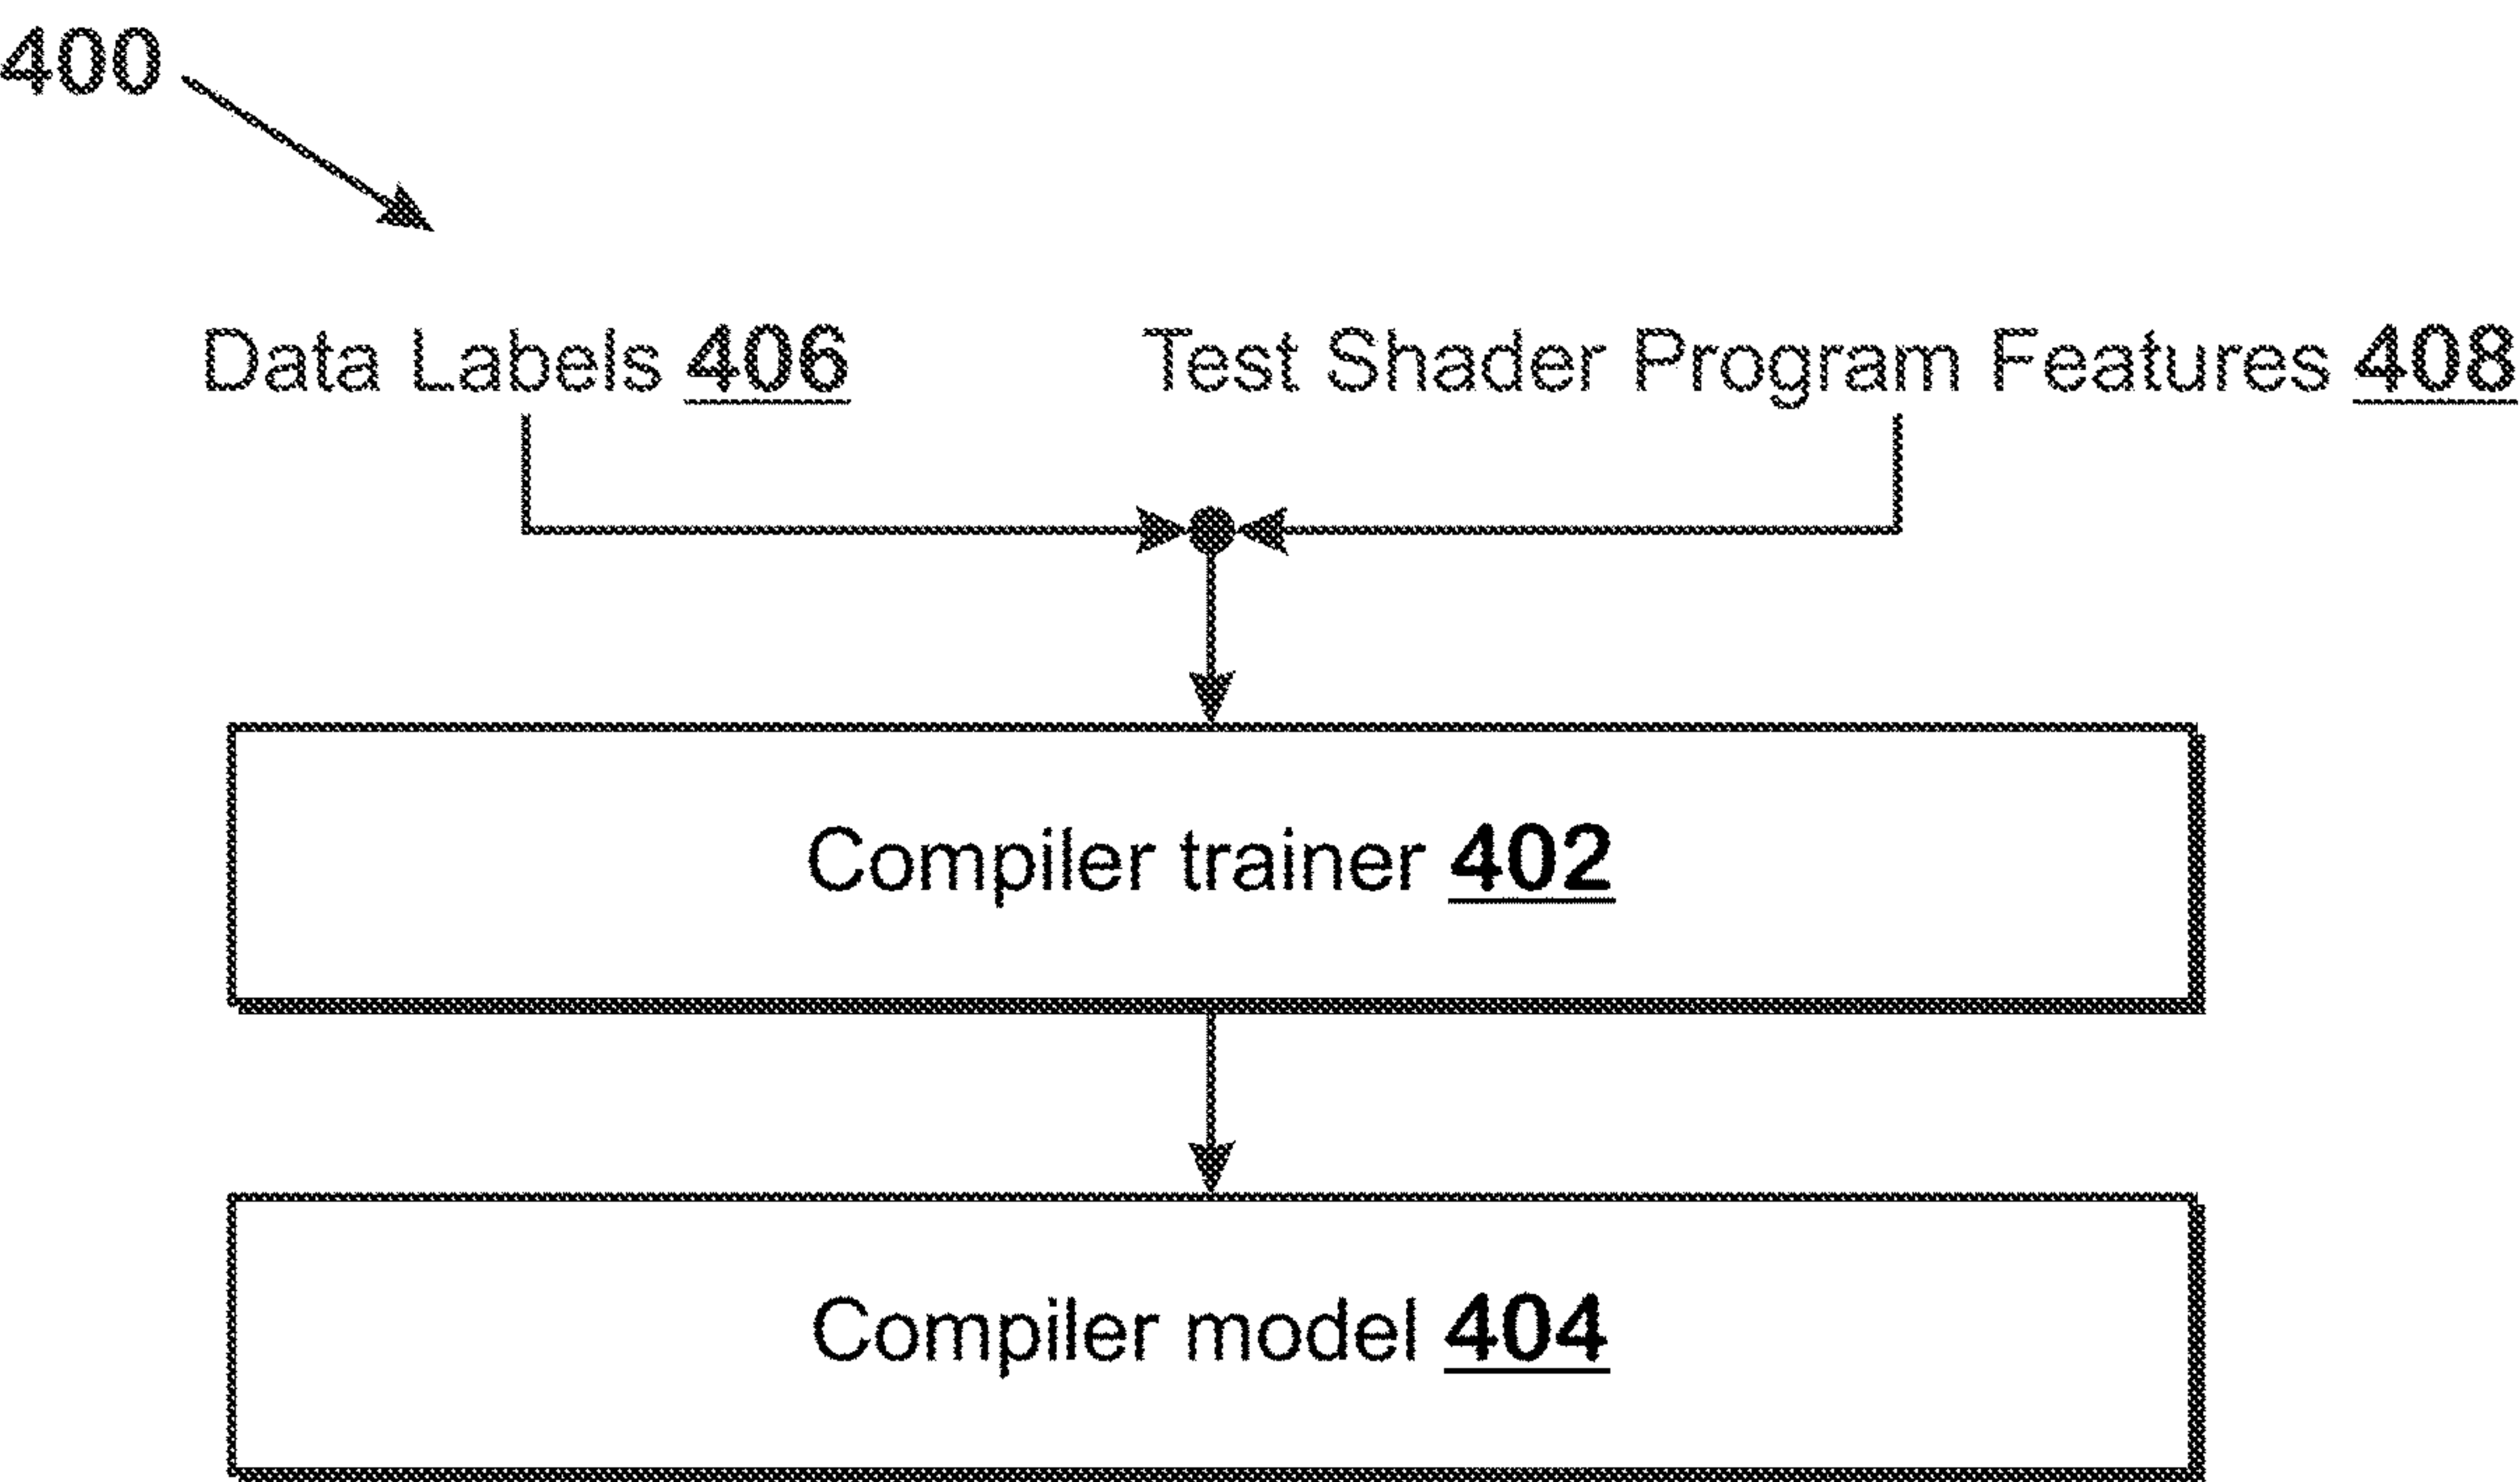 400
Data Labels 406 Test Shader Program Features 408
Compiler trainer 402
Compiler model 404